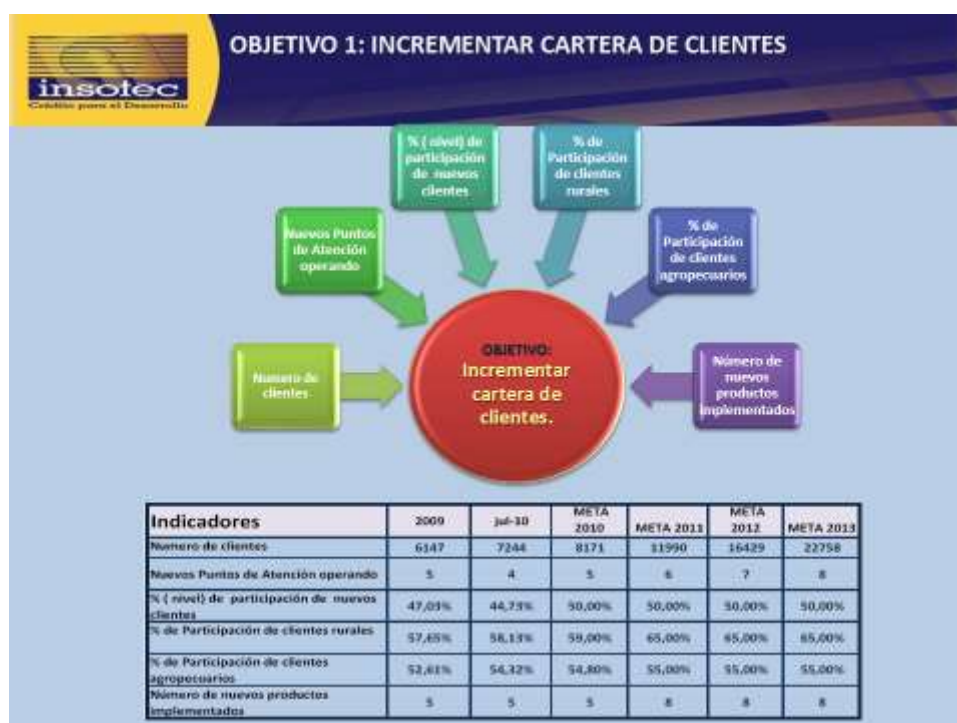 insotec
Crédito para el Desarrollo
OBJETIVO 1: INCREMENTAR CARTERA DE CLIENTES
% ( nivel) de
participación
de nuevos
clientes
% de
Participación
de clientes
rurales
Nuevos Puntos
de Atención
operando
% de
Participación
de clientes
agropecuarios
Numero de
clientes
OBJETIVO:
Incrementar
cartera de
clientes.
Número de
nuevos
productos
implementados
Indicadores 2009 jul-10 META 2010 META 2011 META 2012 META 2013
Numero de clientes 6147 7244 8171 11990 16429 22758
Nuevos Puntos de Atención operando 5 4 5 6 7 8
% ( nivel) de participación de nuevos
clientes 47,03% 44,73% 50,00% 50,00% 50,00% 50,00%
% de Participación de clientes rurales 57,65% 58,13% 59,00% 65,00% 65,00% 65,00%
% de Participación de clientes
agropecuarios 52,61% 54,32% 54,80% 55,00% 55,00% 55,00%
Número de nuevos productos
implementados 5 5 5 8 8 8